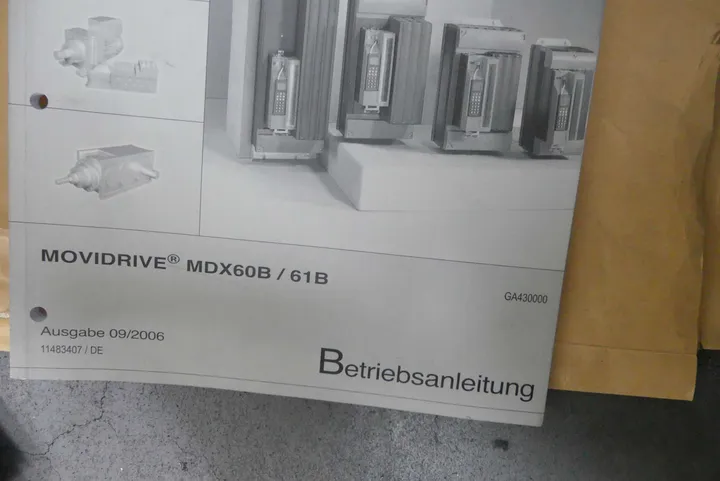 MOVIDRIVE® MDX60B / 61B
GA430000
Ausgabe 09/2006
11483407 / DE
Betriebsanleitung